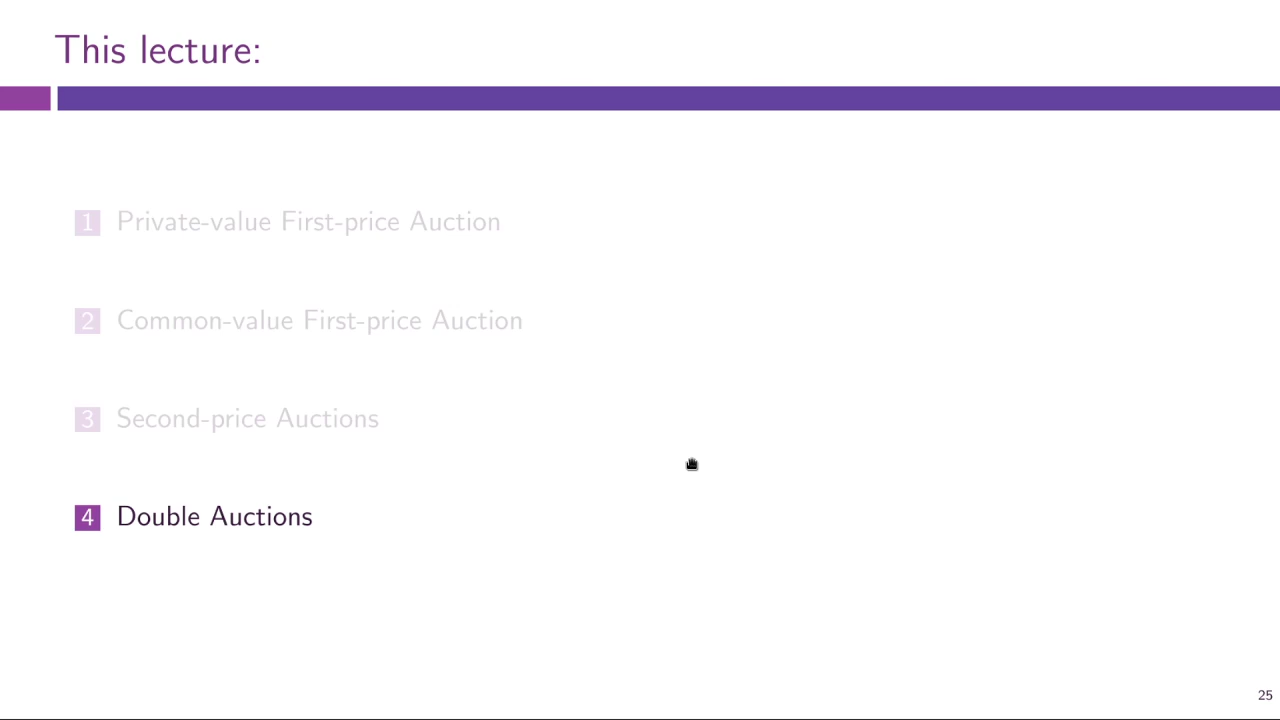 This lecture:
1 Private-value First-price Auction
2 Common-value First-price Auction
3 Second-price Auctions
4 Double Auctions
25